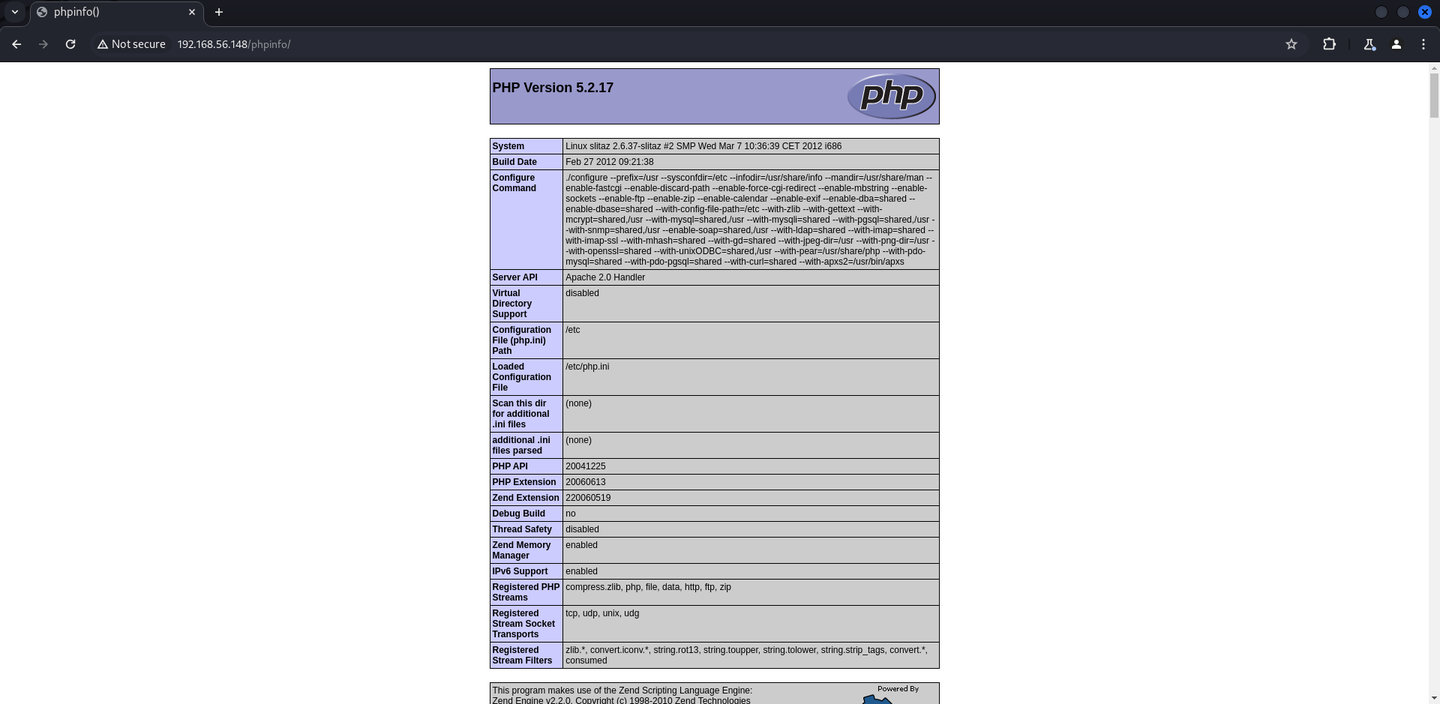 phpinfo()
Not secure
192.168.56.148/phpinfo/
PHP Version 5.2.17
php
System
Linux slitaz 2.6.37-slitaz #2 SMP Wed Mar 7 10:36:39 CET 2012 i686
Build Date
Feb 27 2012 09:21:38
Configure
Command
./configure --prefix=/usr --sysconfdir=/etc --infodir=/usr/share/info --mandir=/usr/share/man --
enable-fastcgi --enable-discard-path --enable-force-cgi-redirect --enable-mbstring --enable-
sockets --enable-ftp --enable-zip --enable-calendar --enable-exif --enable-dba=shared --
enable-dbase=shared --with-config-file-path=/etc --with-zlib --with-gettext --with-
mcrypt=shared,/usr --with-mysql=shared,/usr --with-mysqli=shared --with-pgsql=shared,/usr -
-with-snmp=shared,/usr --enable-soap=shared,/usr --with-ldap=shared --with-imap=shared --
with-imap-ssl --with-mhash=shared --with-gd=shared --with-jpeg-dir=/usr --with-png-dir=/usr -
-with-openssl=shared --with-unixODBC=shared,/usr --with-pear=/usr/share/php --with-pdo-
mysql=shared --with-pdo-pgsql=shared --with-curl=shared --with-apxs2=/usr/bin/apxs
Server API
Apache 2.0 Handler
Virtual
Directory
Support
disabled
Configuration
File (php.ini)
Path
/etc
Loaded
Configuration
File
/etc/php.ini
Scan this dir
for additional
.ini files
(none)
additional .ini
files parsed
(none)
PHP API
20041225
PHP Extension
20060613
Zend Extension
220060519
Debug Build
no
Thread Safety
disabled
Zend Memory
Manager
enabled
IPv6 Support
enabled
Registered PHP
Streams
compress.zlib, php, file, data, http, ftp, zip
Registered
Stream Socket
Transports
tcp, udp, unix, udg
Registered
Stream Filters
zlib.*, convert.iconv.*, string.rot13, string.toupper, string.tolower, string.strip_tags, convert.*,
consumed
This program makes use of the Zend Scripting Language Engine:
Zend Engine v2.2.0, Copyright (c) 1998-2010 Zend Technologies
Powered By